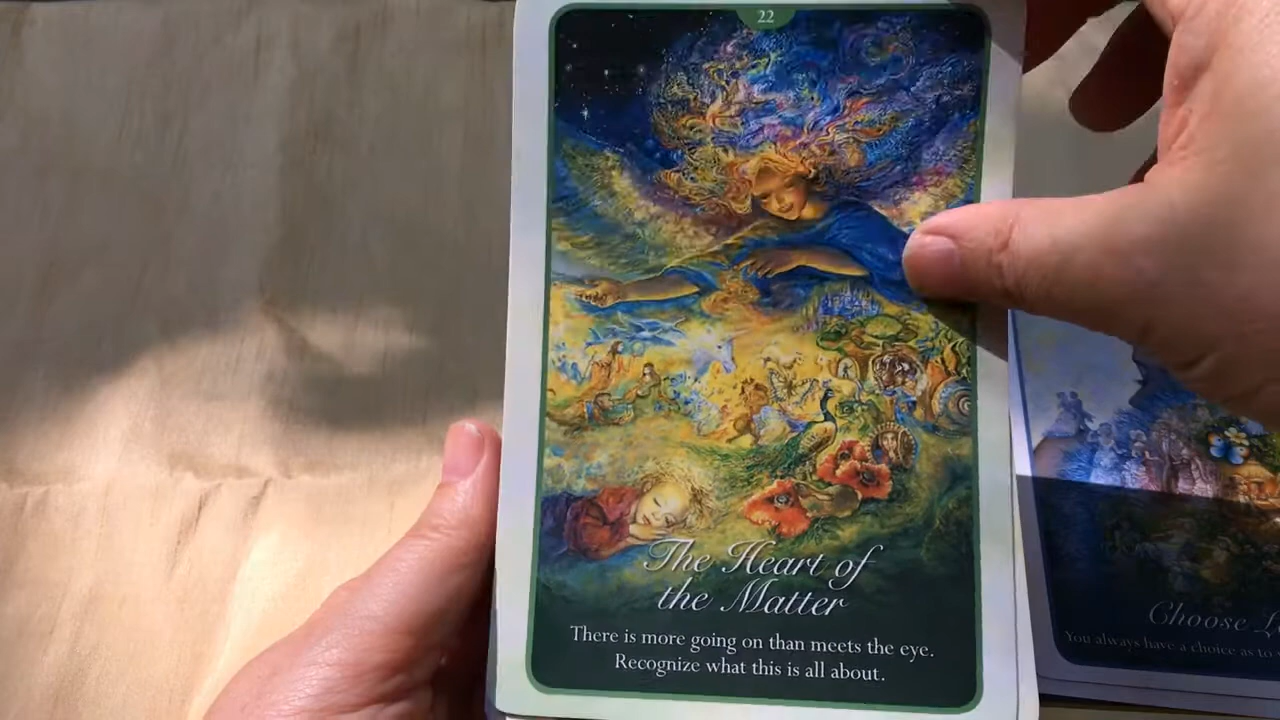 22
The Heart of
the Matter
There is more going on than meets the eye.
Recognize what this is all about.
Choose
You always have a choice as to